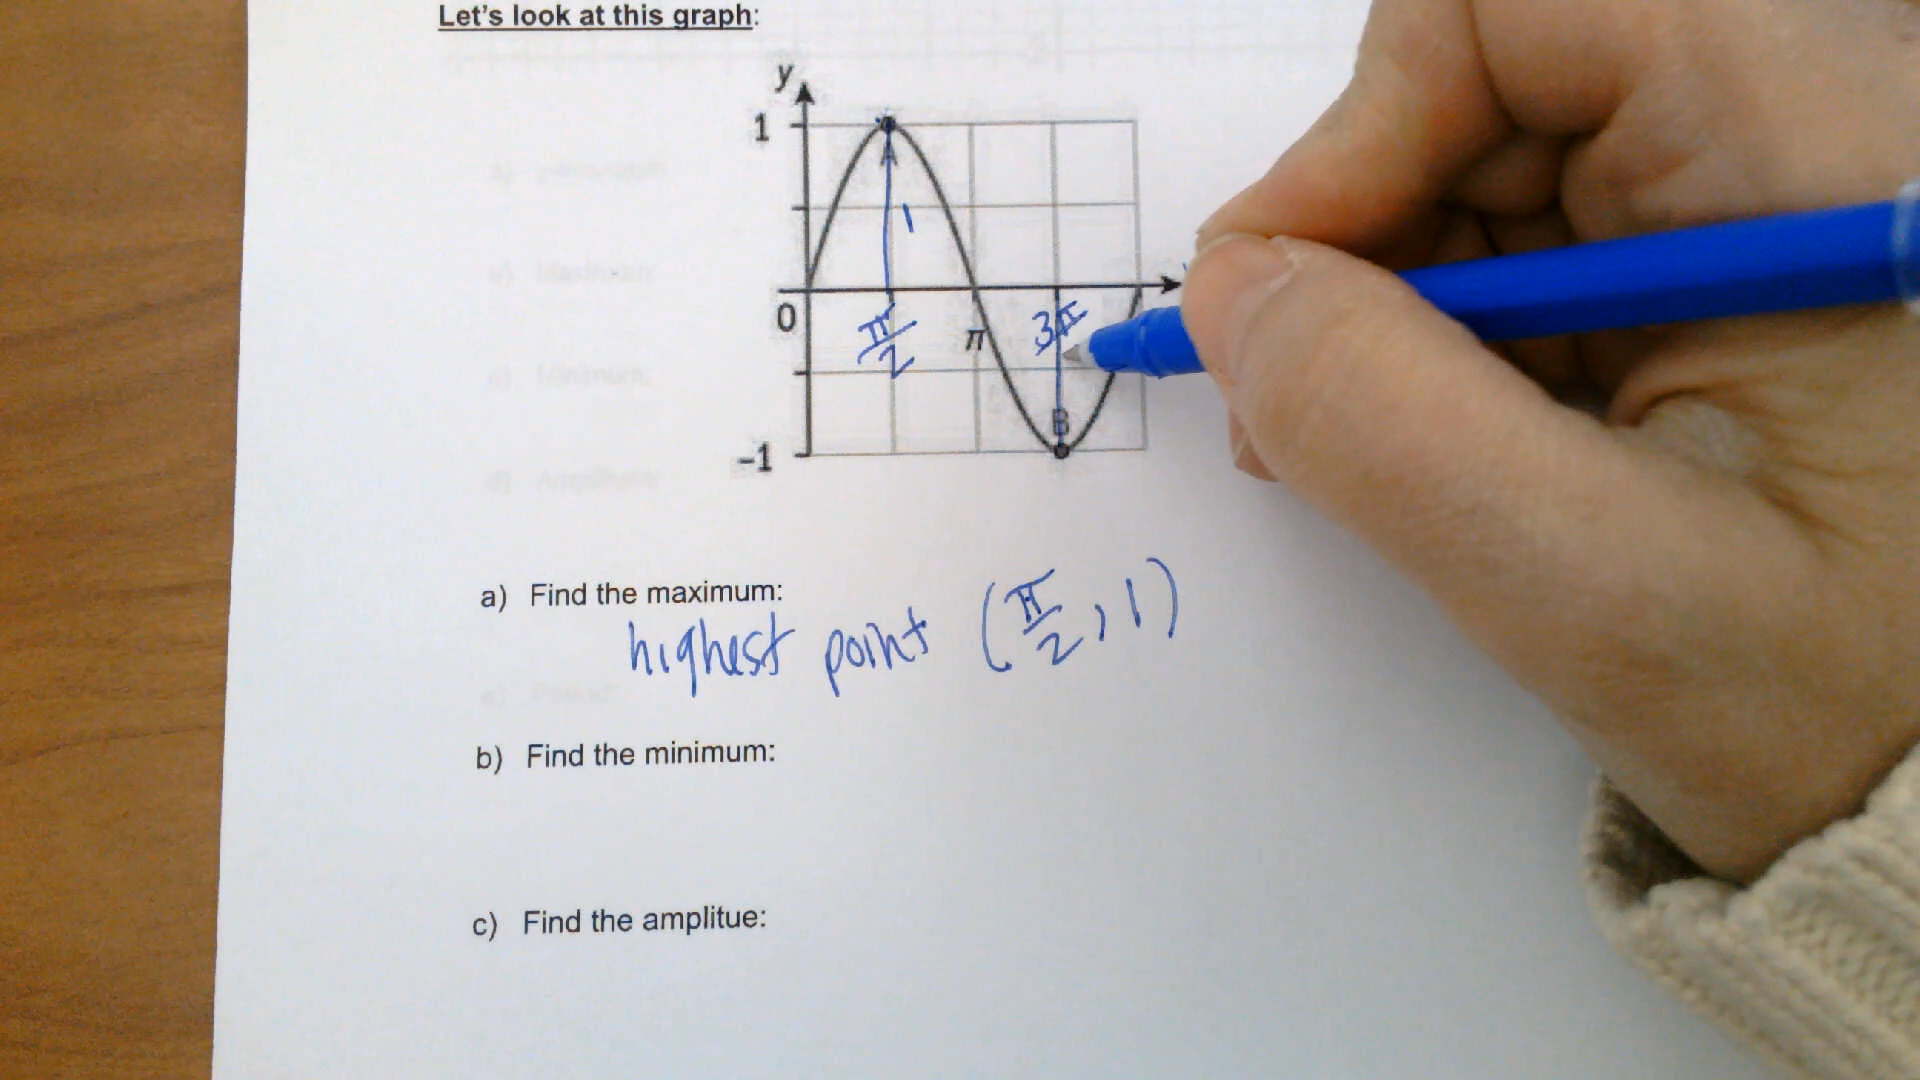 Let's look at this graph:
y
1
A
1
0
π/2
π
3π
B
-1
a) Find the maximum:
highest point (π/2, 1)
b) Find the minimum:
c) Find the amplitue: